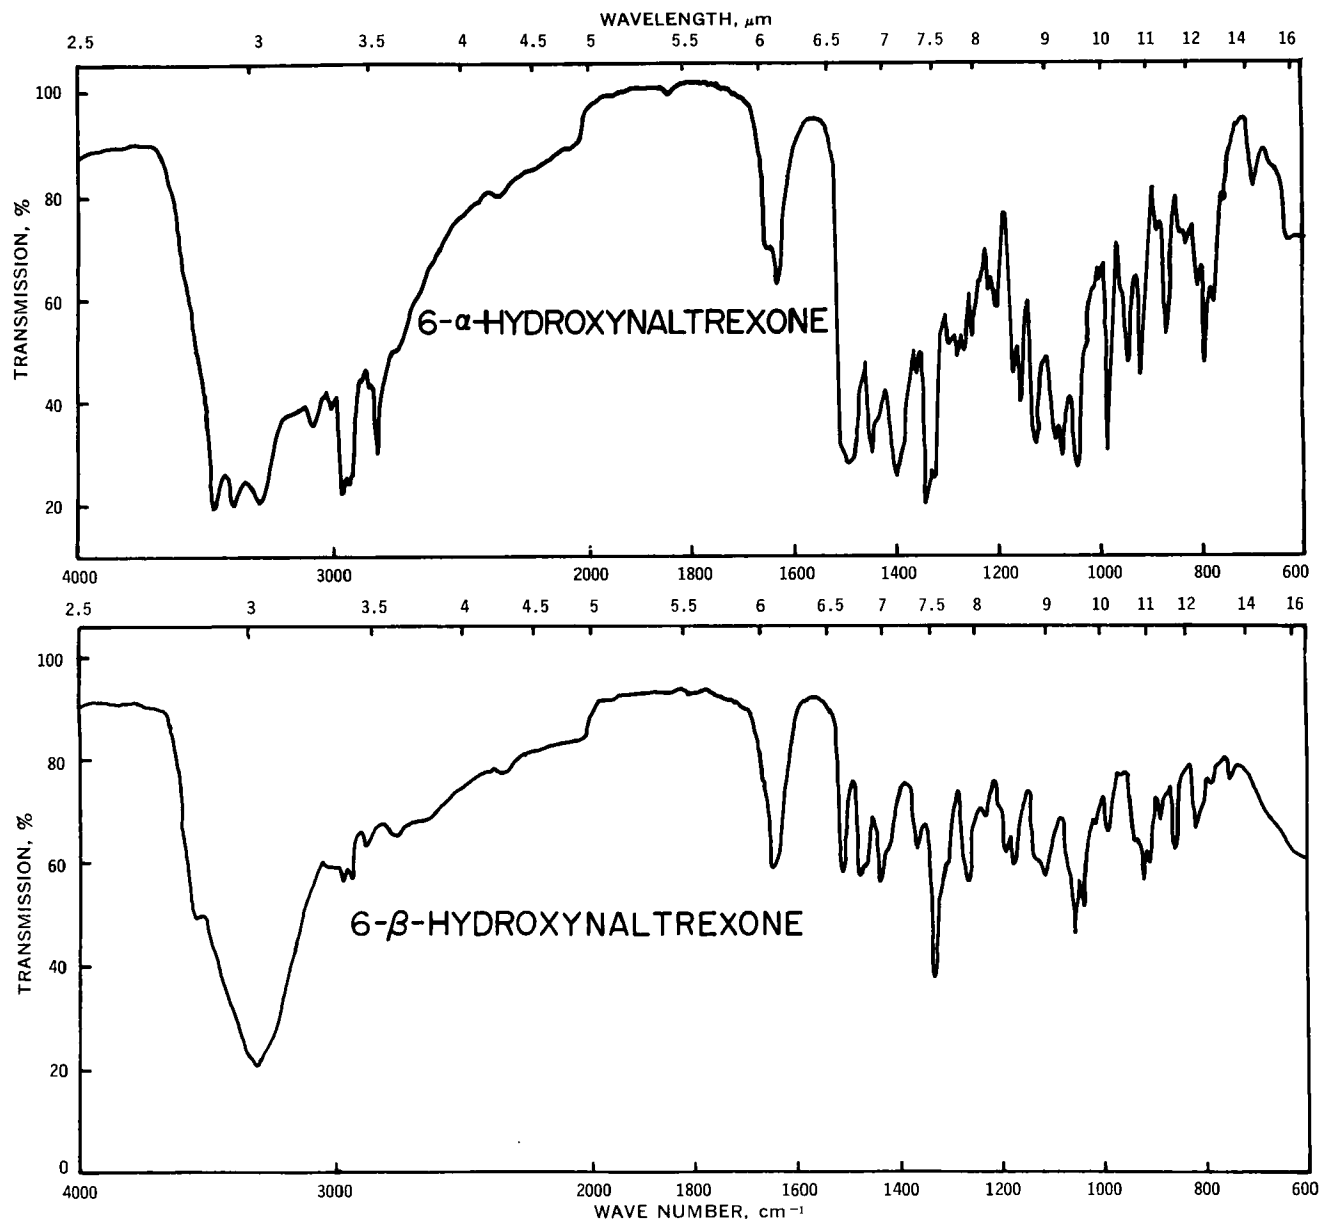 WAVELENGTH, µm
2.5 3 3.5 4 4.5 5 5.5 6 6.5 7 7.5 8 9 10 11 12 14 16
100
80
60
40
20
TRANSMISSION, %
6-α-HYDROXYNALTREXONE
4000 3000 2000 1800 1600 1400 1200 1000 800 600
2.5 3 3.5 4 4.5 5 5.5 6 6.5 7 7.5 8 9 10 11 12 14 16
100
80
60
40
20
0
TRANSMISSION, %
6-β-HYDROXYNALTREXONE
4000 3000 2000 1800 1600 1400 1200 1000 800 600
WAVE NUMBER, cm⁻¹